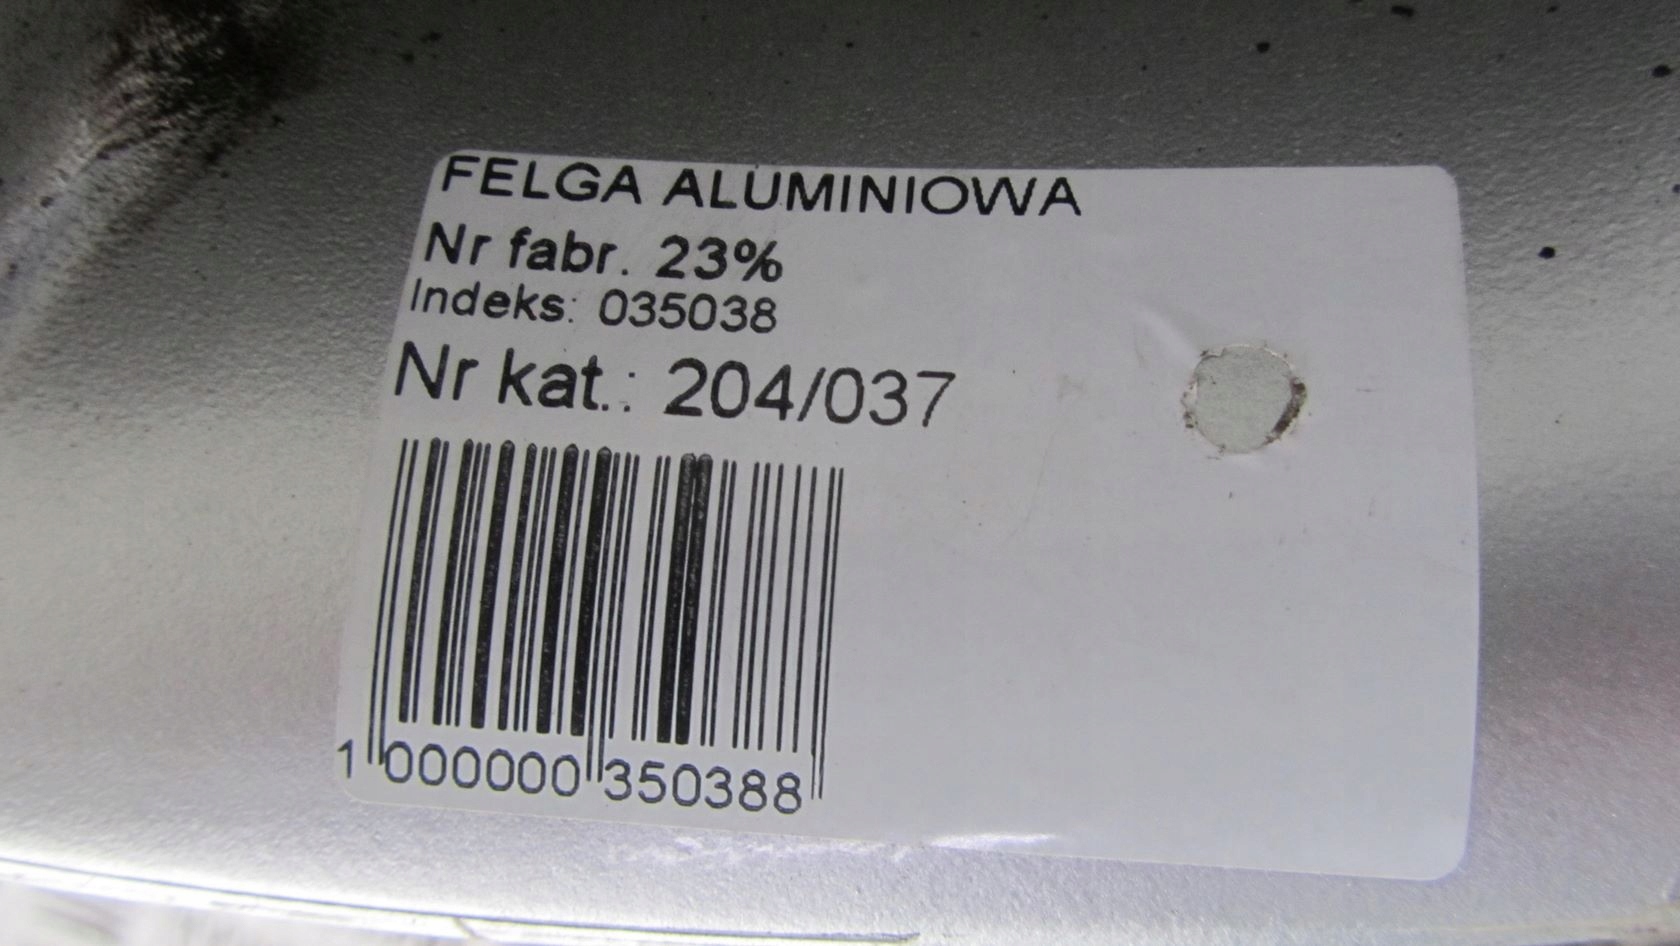 FELGA ALUMINIOWA
Nr fabr. 23%
Indeks: 035038
Nr kat.: 204/037
1 000000 350388